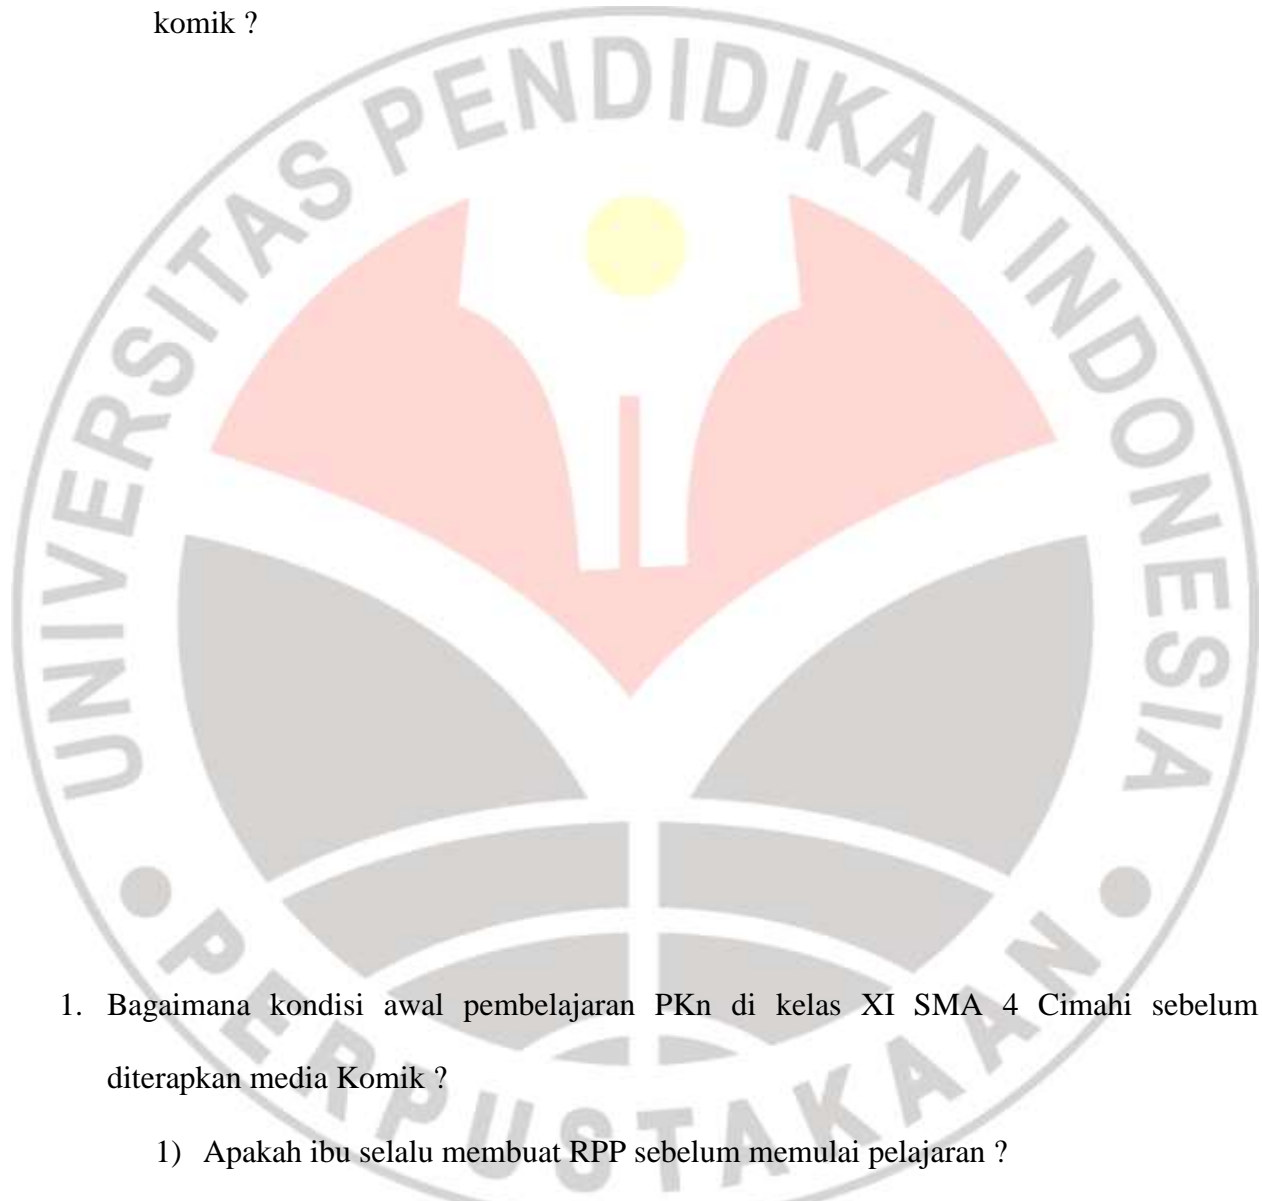 komik ?
UNIVERSITAS PENDIDIKAN INDONESIA
PERPUSTAKAAN
1. Bagaimana kondisi awal pembelajaran PKn di kelas XI SMA 4 Cimahi sebelum
diterapkan media Komik ?
1) Apakah ibu selalu membuat RPP sebelum memulai pelajaran ?